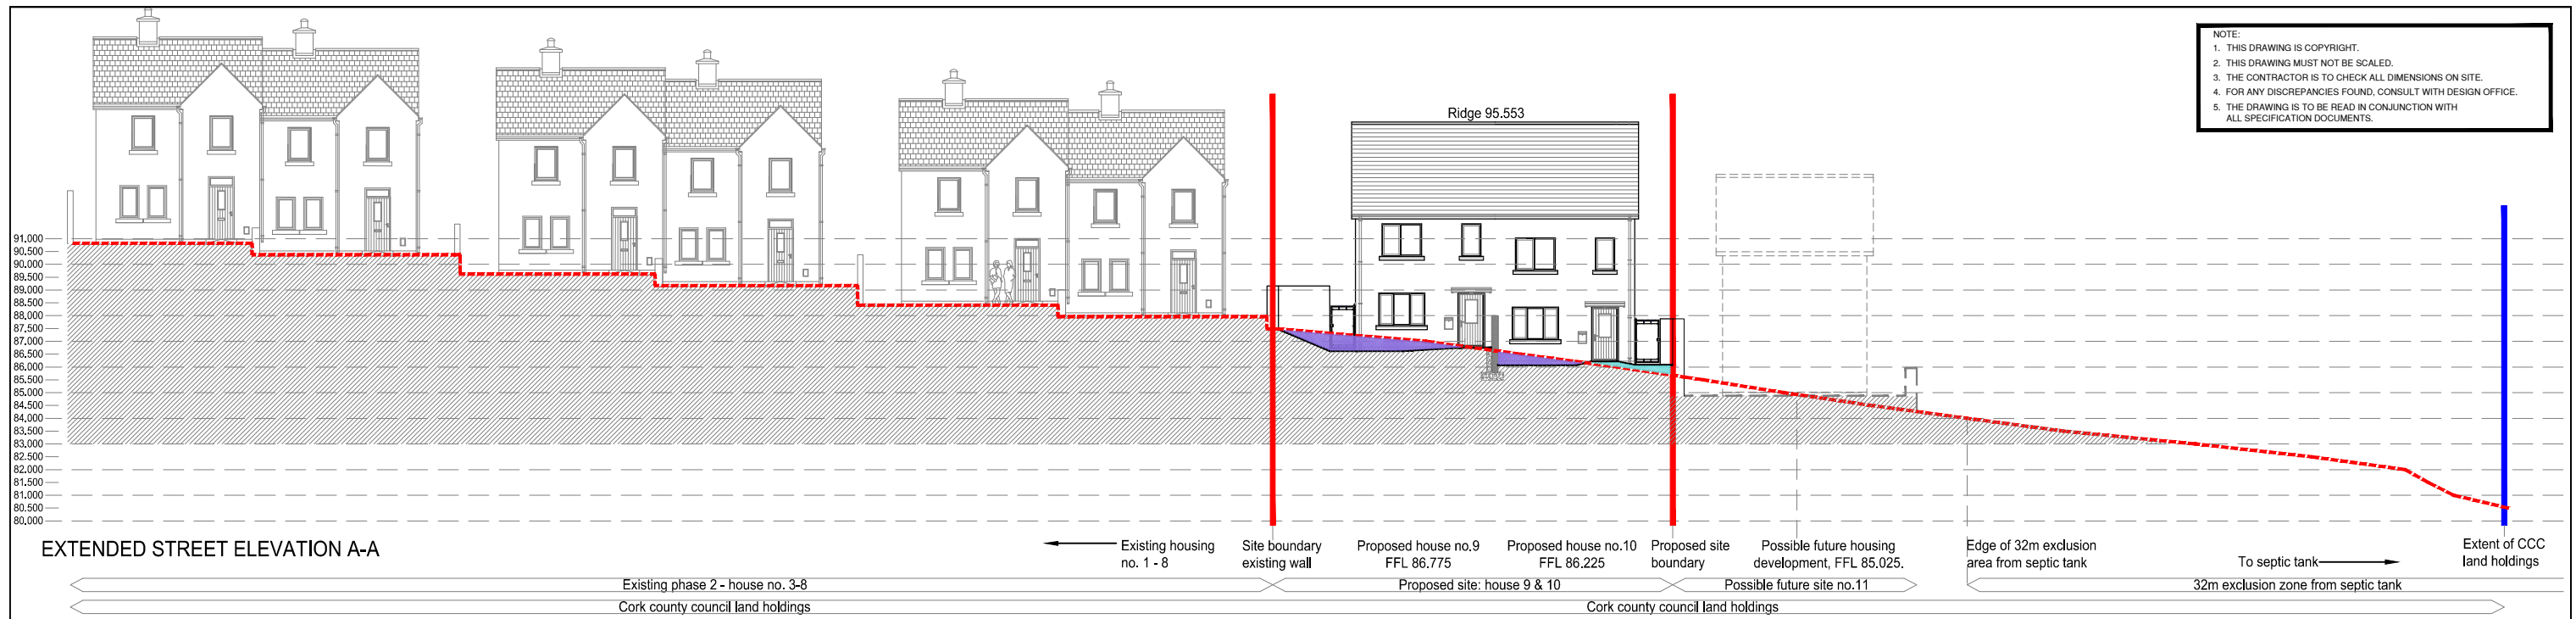 NOTE:
1. THIS DRAWING IS COPYRIGHT.
2. THIS DRAWING MUST NOT BE SCALED.
3. THE CONTRACTOR IS TO CHECK ALL DIMENSIONS ON SITE.
4. FOR ANY DISCREPANCIES FOUND, CONSULT WITH DESIGN OFFICE.
5. THE DRAWING IS TO BE READ IN CONJUNCTION WITH
ALL SPECIFICATION DOCUMENTS.
Ridge 95.553
91,000
90,500
90,000
89,500
89,000
88,500
88,000
87,500
87,000
86,500
86,000
85,500
85,000
84,500
84,000
83,500
83,000
82,500
82,000
81,500
81,000
80,500
80,000
EXTENDED STREET ELEVATION A-A
Existing housing
no. 1 - 8
Site boundary
existing wall
Proposed house no.9
FFL 86.775
Proposed house no.10
FFL 86.225
Proposed site
boundary
Possible future housing
development, FFL 85.025.
Edge of 32m exclusion
area from septic tank
To septic tank
Extent of CCC
land holdings
Existing phase 2 - house no. 3-8
Proposed site: house 9 & 10
Possible future site no.11
32m exclusion zone from septic tank
Cork county council land holdings
Cork county council land holdings